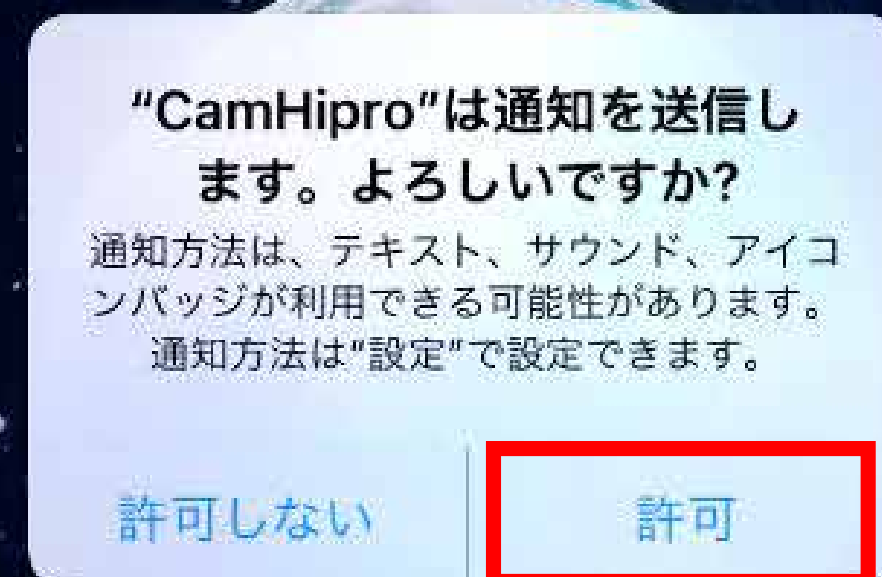 “CamHipro”は通知を送信し
ます。よろしいですか?
通知方法は、テキスト、サウンド、アイコ
ンバッジが利用できる可能性があります。
通知方法は“設定”で設定できます。
許可しない
許可